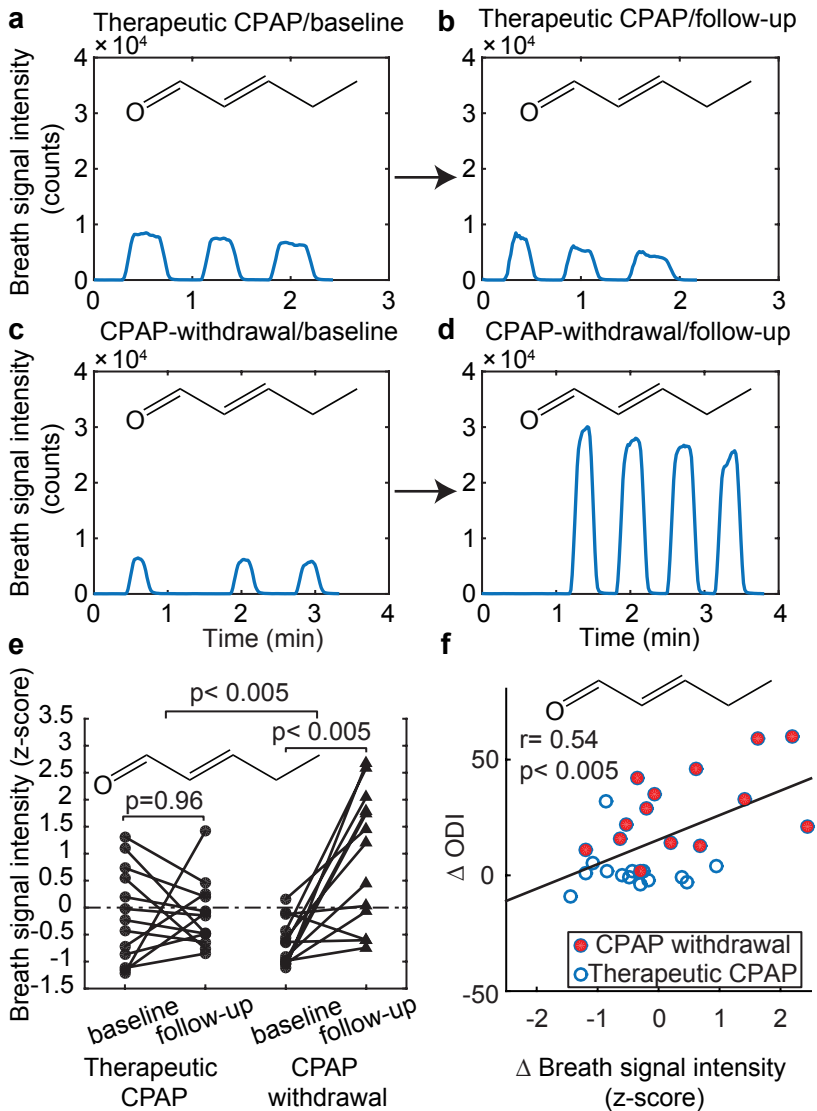 a Therapeutic CPAP/baseline
× 10⁴
4
3
2
1
0
0 1 2 3
Breath signal intensity
(counts)
O
b Therapeutic CPAP/follow-up
× 10⁴
4
3
2
1
0
0 1 2 3
O
c CPAP-withdrawal/baseline
× 10⁴
4
3
2
1
0
0 1 2 3 4
Breath signal intensity
(counts)
Time (min)
O
d CPAP-withdrawal/follow-up
× 10⁴
4
3
2
1
0
0 1 2 3 4
Time (min)
O
e
Breath signal intensity (z-score)
3.5
3
2.5
2
1.5
1
0.5
0
-0.5
-1
-1.5
p< 0.005
p< 0.005
O
p=0.96
baseline
follow-up
baseline
follow-up
Therapeutic
CPAP
CPAP
withdrawal
f
O
r= 0.54
p< 0.005
Δ ODI
50
0
-50
CPAP withdrawal
Therapeutic CPAP
-2 -1 0 1 2
Δ Breath signal intensity
(z-score)